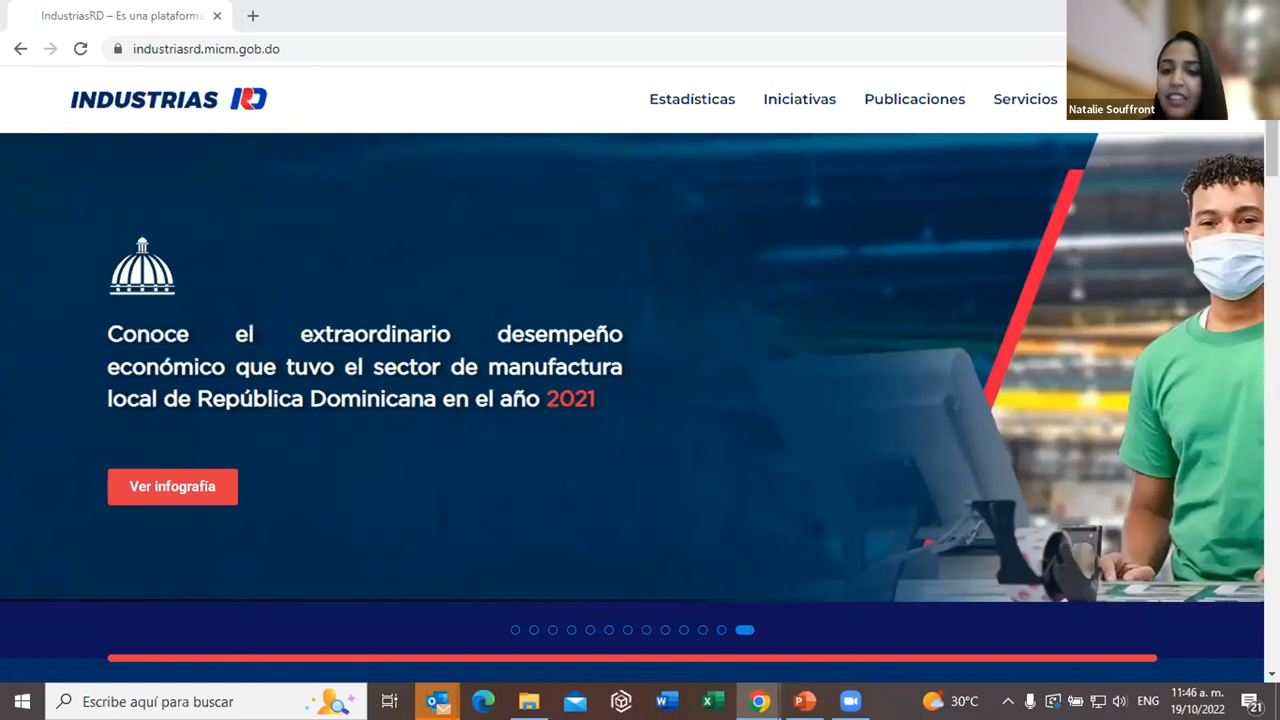 IndustriasRD – Es una plataforma
industriasrd.micm.gob.do
INDUSTRIAS RD
Estadísticas Iniciativas Publicaciones Servicios
Natalie Souffront
Conoce el extraordinario desempeño
económico que tuvo el sector de manufactura
local de República Dominicana en el año 2021
Ver infografía
Escribe aquí para buscar
30°C
ENG
11:46 a. m.
19/10/2022
21